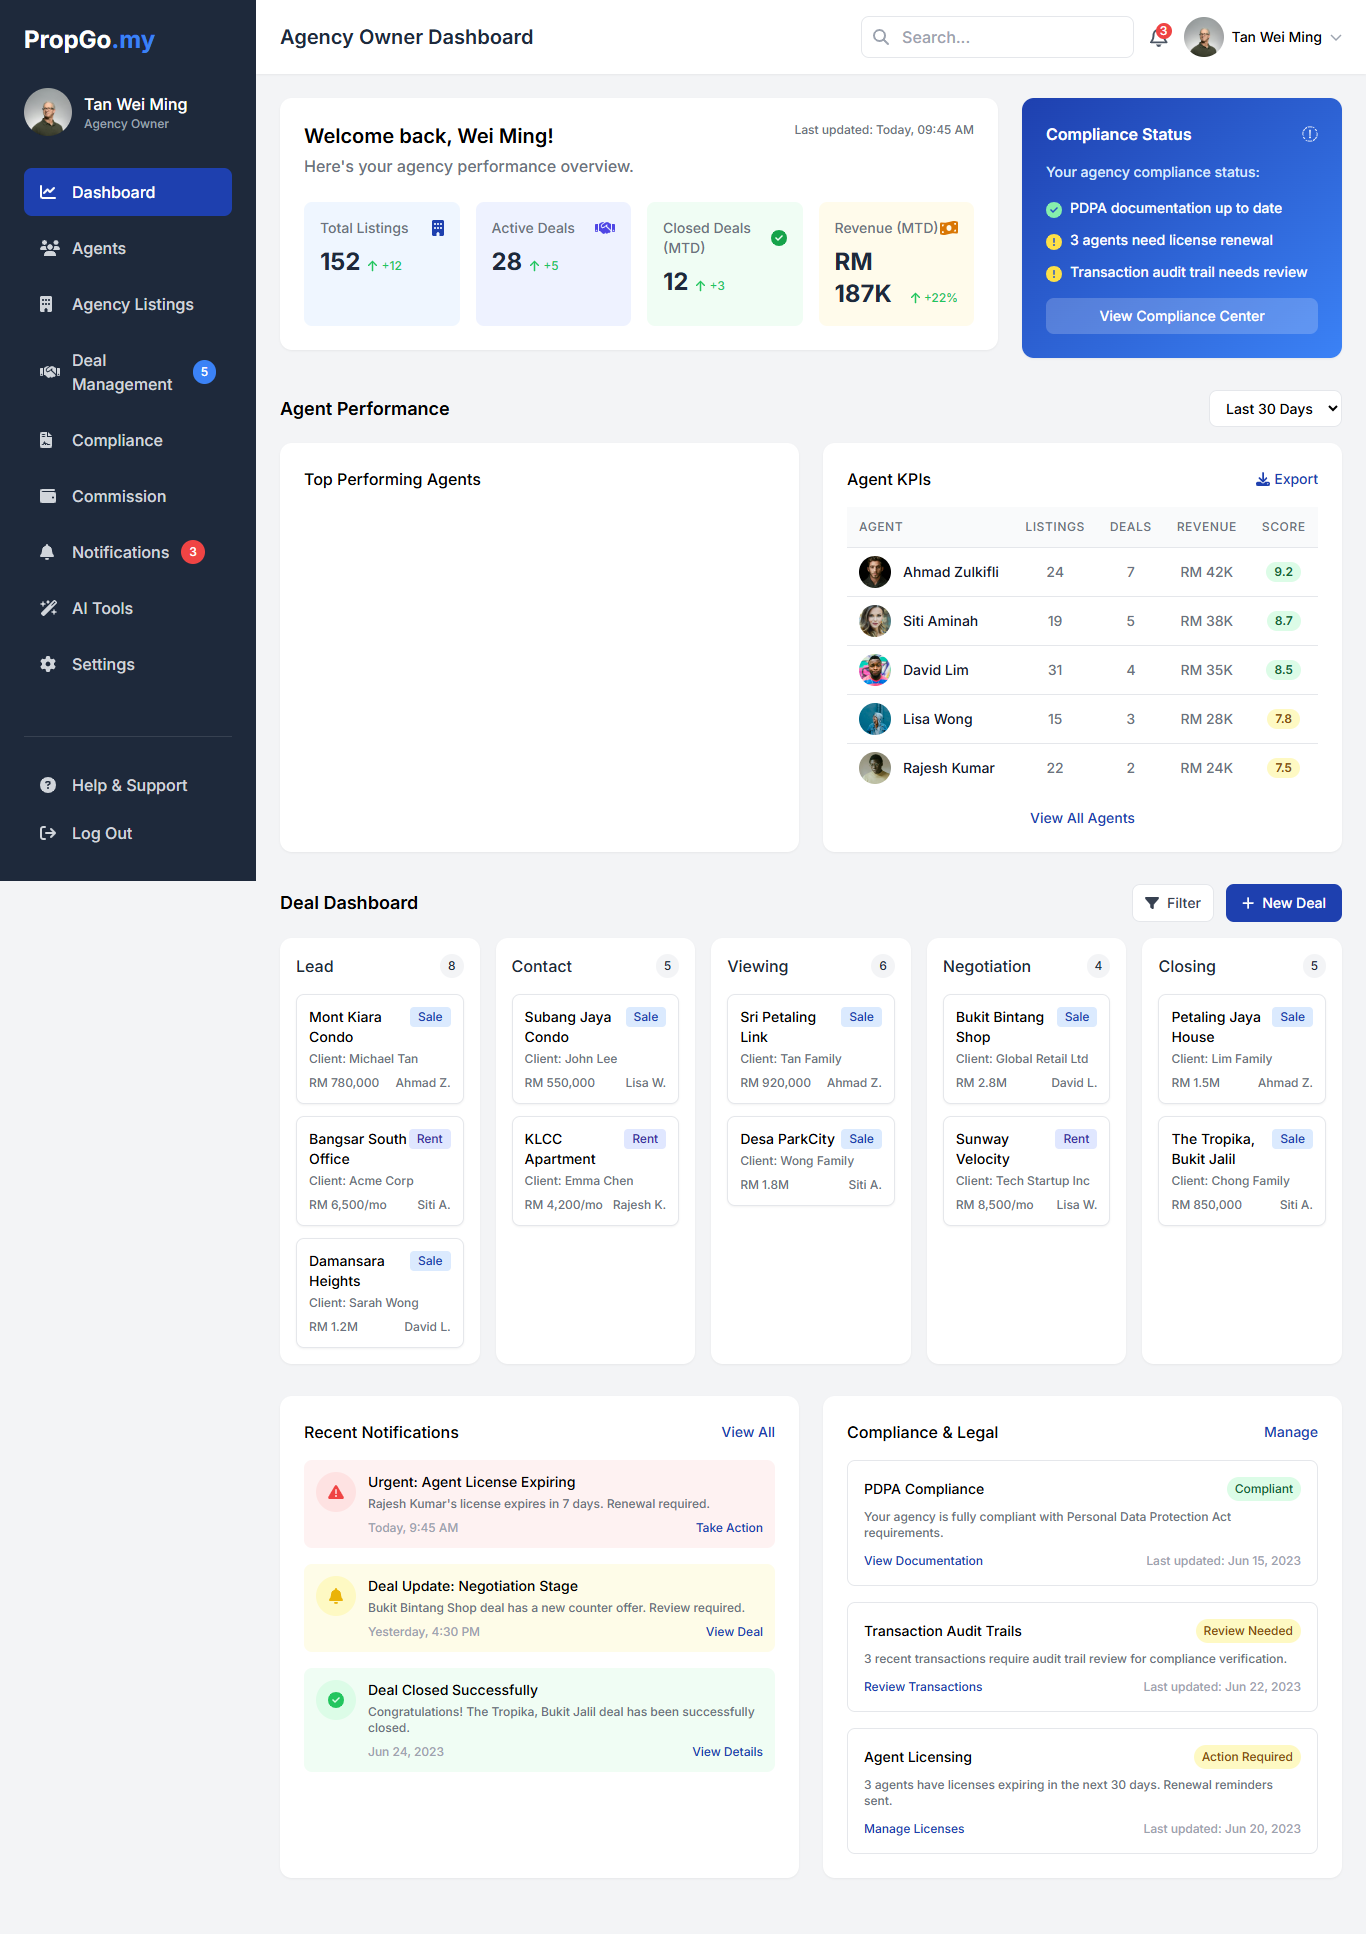 PropGo.my
Tan Wei Ming
Agency Owner
Dashboard
Agents
Agency Listings
Deal
Management
5
Compliance
Commission
Notifications 3
AI Tools
Settings
Help & Support
Log Out
Agency Owner Dashboard
Search...
3
Tan Wei Ming
Welcome back, Wei Ming!
Last updated: Today, 09:45 AM
Here's your agency performance overview.
Total Listings
152 +12
Active Deals
28 +5
Closed Deals
(MTD)
12 +3
Revenue (MTD)
RM
187K +22%
Compliance Status
Your agency compliance status:
PDPA documentation up to date
3 agents need license renewal
Transaction audit trail needs review
View Compliance Center
Agent Performance
Last 30 Days
Top Performing Agents
Agent KPIs
Export
AGENT LISTINGS DEALS REVENUE SCORE
Ahmad Zulkifli 24 7 RM 42K 9.2
Siti Aminah 19 5 RM 38K 8.7
David Lim 31 4 RM 35K 8.5
Lisa Wong 15 3 RM 28K 7.8
Rajesh Kumar 22 2 RM 24K 7.5
View All Agents
Deal Dashboard
Filter
New Deal
Lead 8
Mont Kiara
Condo
Sale
Client: Michael Tan
RM 780,000 Ahmad Z.
Bangsar South
Office
Rent
Client: Acme Corp
RM 6,500/mo Siti A.
Damansara
Heights
Sale
Client: Sarah Wong
RM 1.2M David L.
Contact 5
Subang Jaya
Condo
Sale
Client: John Lee
RM 550,000 Lisa W.
KLCC
Apartment
Rent
Client: Emma Chen
RM 4,200/mo Rajesh K.
Viewing 6
Sri Petaling
Link
Sale
Client: Tan Family
RM 920,000 Ahmad Z.
Desa ParkCity Sale
Client: Wong Family
RM 1.8M Siti A.
Negotiation 4
Bukit Bintang
Shop
Sale
Client: Global Retail Ltd
RM 2.8M David L.
Sunway
Velocity
Rent
Client: Tech Startup Inc
RM 8,500/mo Lisa W.
Closing 5
Petaling Jaya
House
Sale
Client: Lim Family
RM 1.5M Ahmad Z.
The Tropika,
Bukit Jalil
Sale
Client: Chong Family
RM 850,000 Siti A.
Recent Notifications
View All
Urgent: Agent License Expiring
Rajesh Kumar's license expires in 7 days. Renewal required.
Today, 9:45 AM Take Action
Deal Update: Negotiation Stage
Bukit Bintang Shop deal has a new counter offer. Review required.
Yesterday, 4:30 PM View Deal
Deal Closed Successfully
Congratulations! The Tropika, Bukit Jalil deal has been successfully
closed.
Jun 24, 2023 View Details
Compliance & Legal
Manage
PDPA Compliance Compliant
Your agency is fully compliant with Personal Data Protection Act
requirements.
View Documentation Last updated: Jun 15, 2023
Transaction Audit Trails Review Needed
3 recent transactions require audit trail review for compliance verification.
Review Transactions Last updated: Jun 22, 2023
Agent Licensing Action Required
3 agents have licenses expiring in the next 30 days. Renewal reminders
sent.
Manage Licenses Last updated: Jun 20, 2023